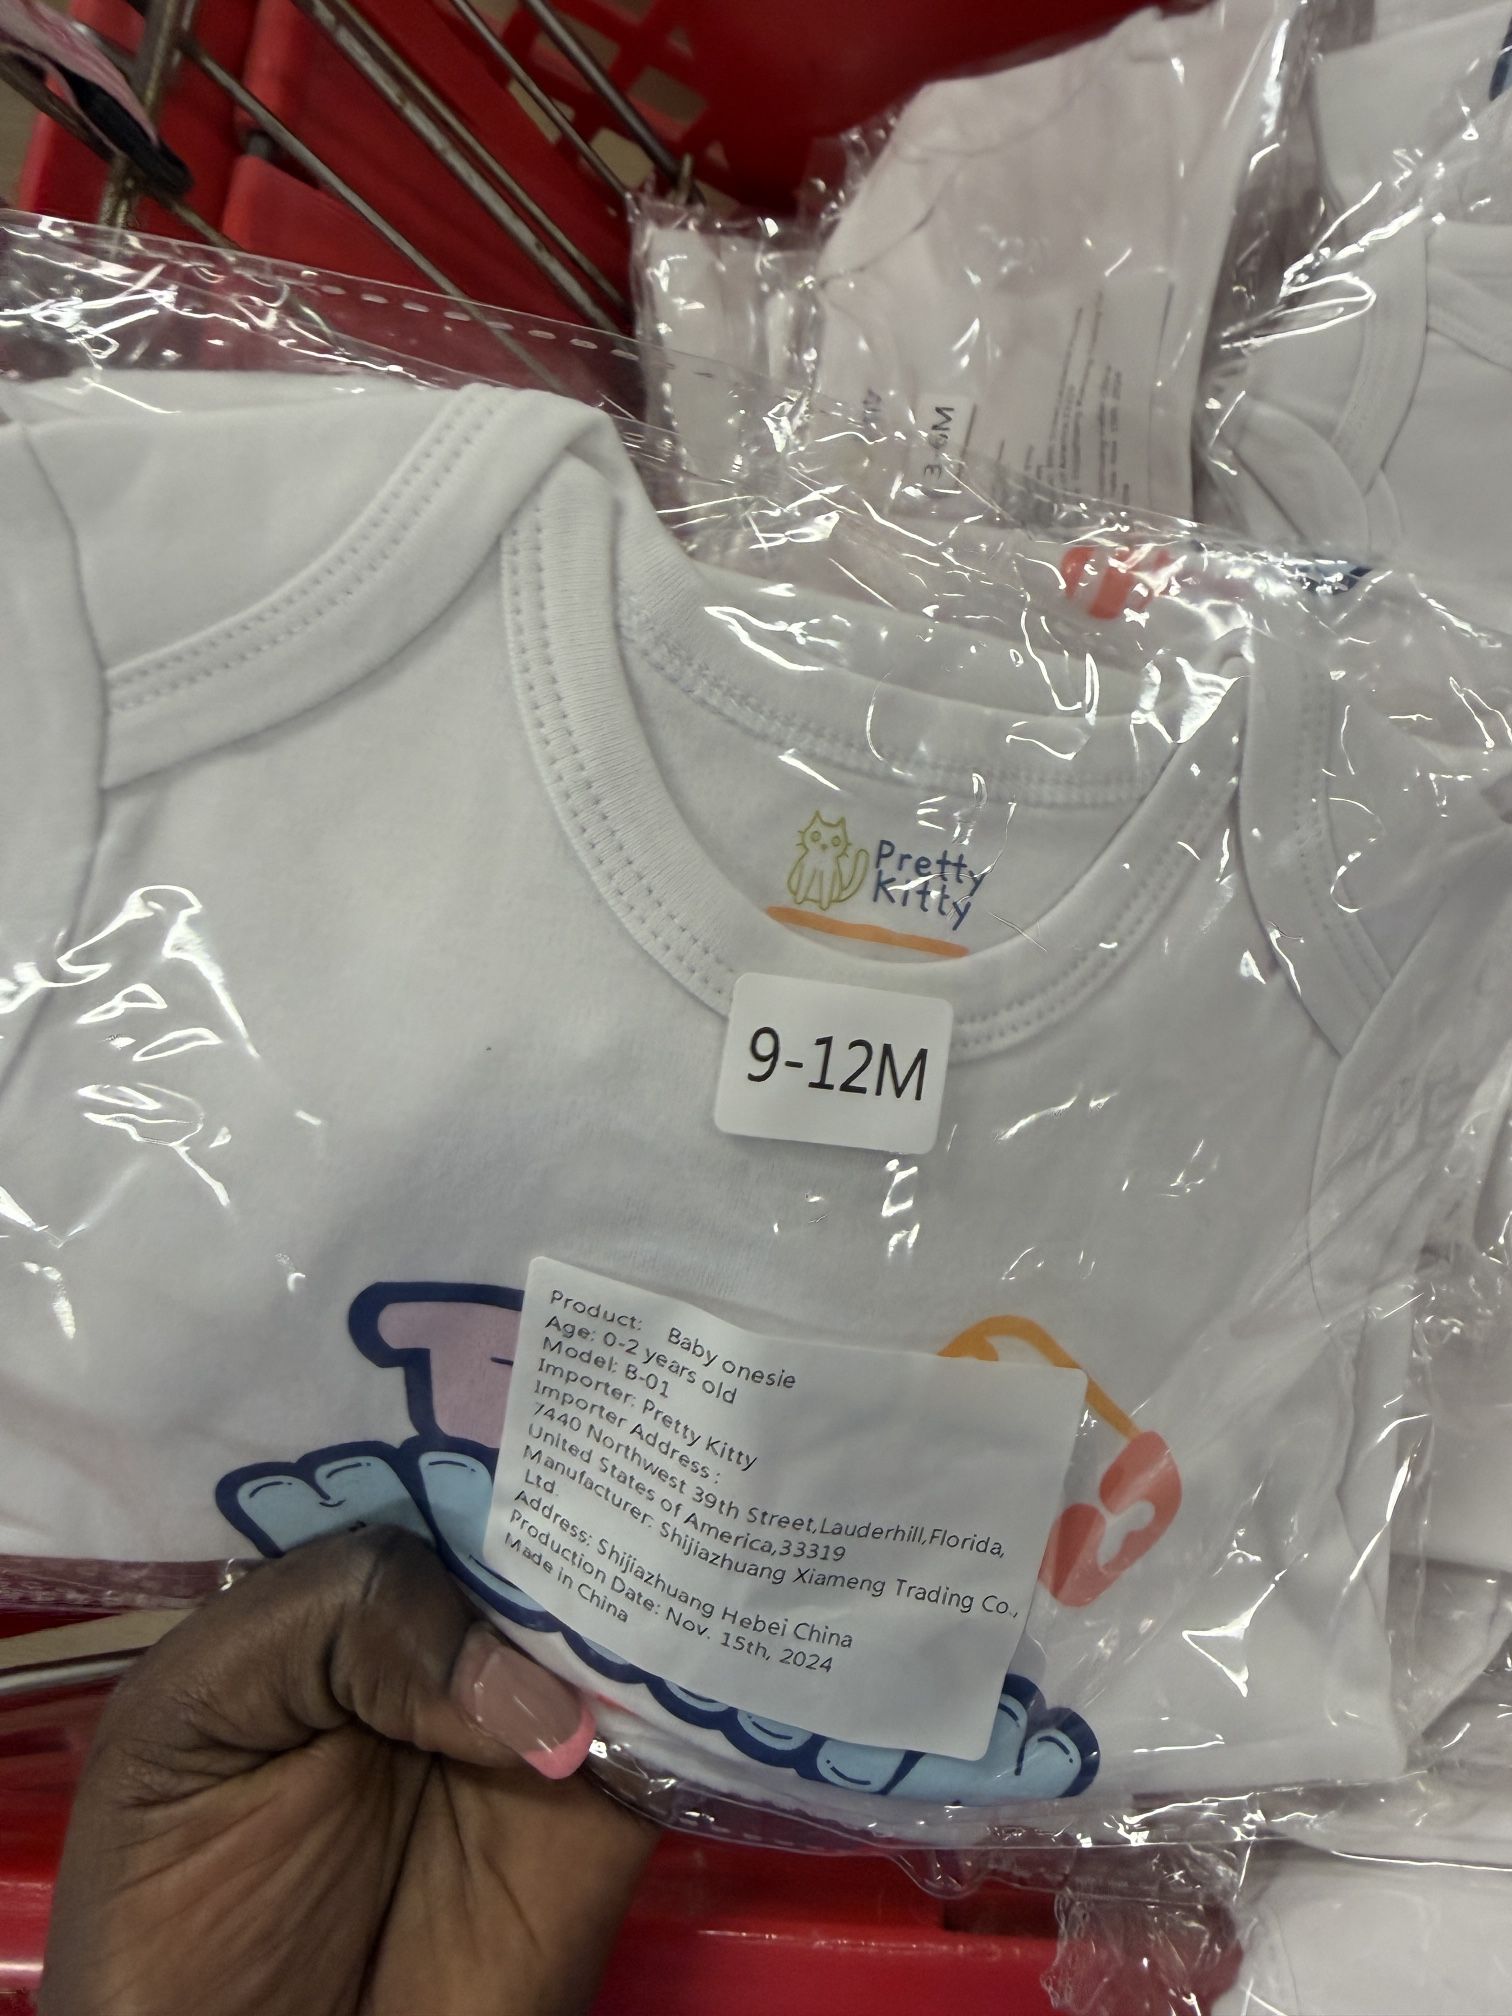 3-6M
Pretty
Kitty
9-12M
Product: Baby onesie
Age: 0-2 years old
Model: B-01
Importer: Pretty Kitty
Importer Address :
7440 Northwest 39th Street,Lauderhill,Florida,
United States of America,33319
Manufacturer: Shijiazhuang Xiameng Trading Co.,
Ltd.
Address: Shijiazhuang Hebei China
Production Date: Nov. 15th, 2024
Made in China